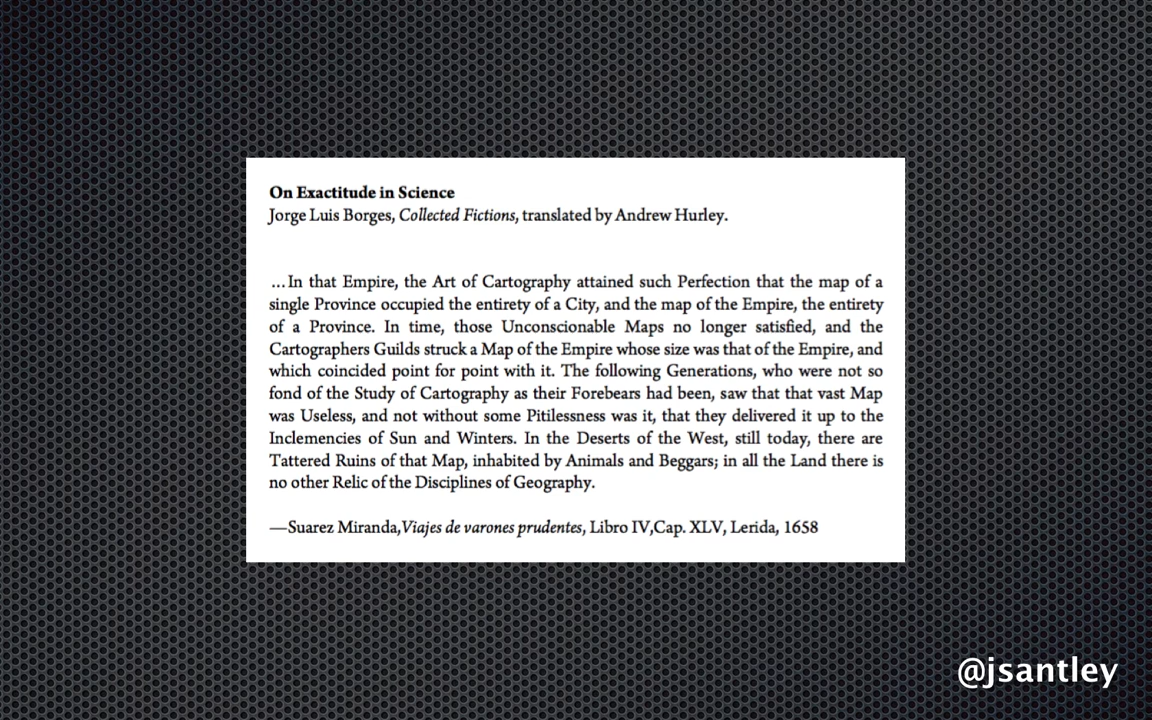 On Exactitude in Science
Jorge Luis Borges, Collected Fictions, translated by Andrew Hurley.
...In that Empire, the Art of Cartography attained such Perfection that the map of a
single Province occupied the entirety of a City, and the map of the Empire, the entirety
of a Province. In time, those Unconscionable Maps no longer satisfied, and the
Cartographers Guilds struck a Map of the Empire whose size was that of the Empire, and
which coincided point for point with it. The following Generations, who were not so
fond of the Study of Cartography as their Forebears had been, saw that that vast Map
was Useless, and not without some Pitilessness was it, that they delivered it up to the
Inclemencies of Sun and Winters. In the Deserts of the West, still today, there are
Tattered Ruins of that Map, inhabited by Animals and Beggars; in all the Land there is
no other Relic of the Disciplines of Geography.
—Suarez Miranda,Viajes de varones prudentes, Libro IV,Cap. XLV, Lerida, 1658
@jsantley